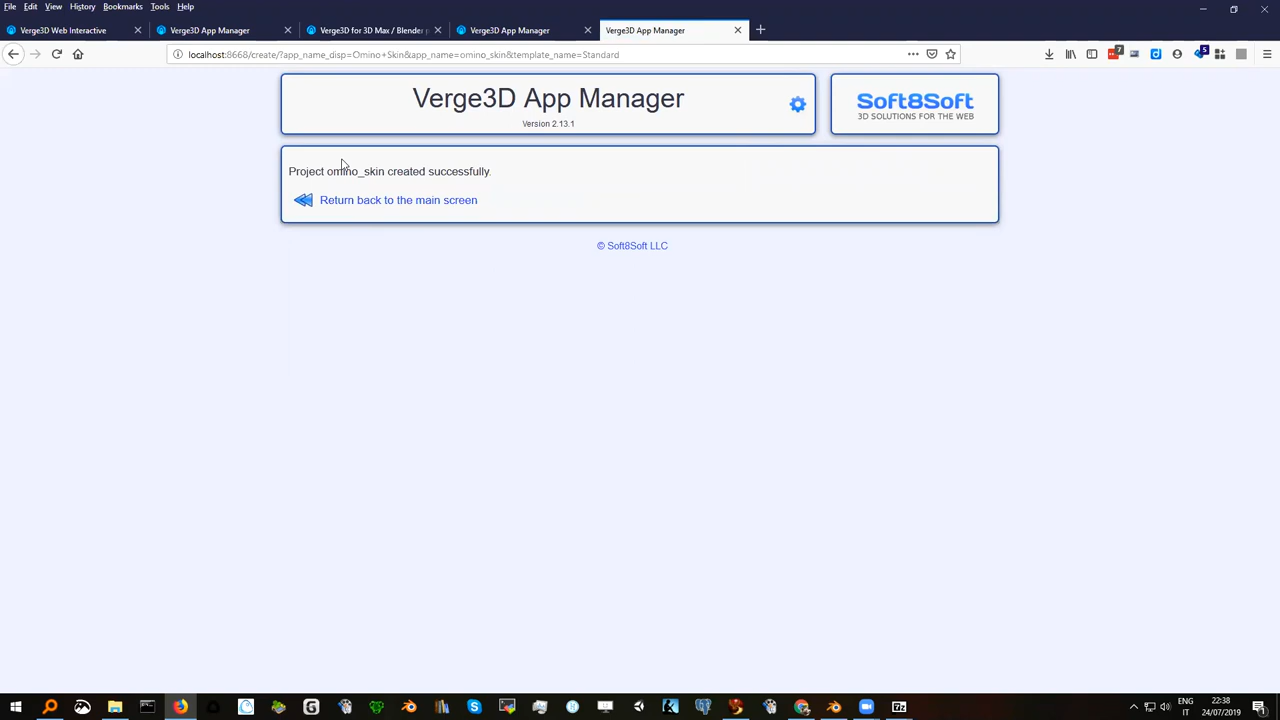 File Edit View History Bookmarks Tools Help
Verge3D Web Interactive
Verge3D App Manager
Verge3D for 3D Max / Blender
Verge3D App Manager
Verge3D App Manager
localhost:8668/create/?app_name_disp=Omino+Skin&app_name=omino_skin&template_name=Standard
7
5
Verge3D App Manager
Version 2.13.1
Soft8Soft
3D SOLUTIONS FOR THE WEB
Project omino_skin created successfully.
Return back to the main screen
© Soft8Soft LLC
ENG
IT
22:38
24/07/2019